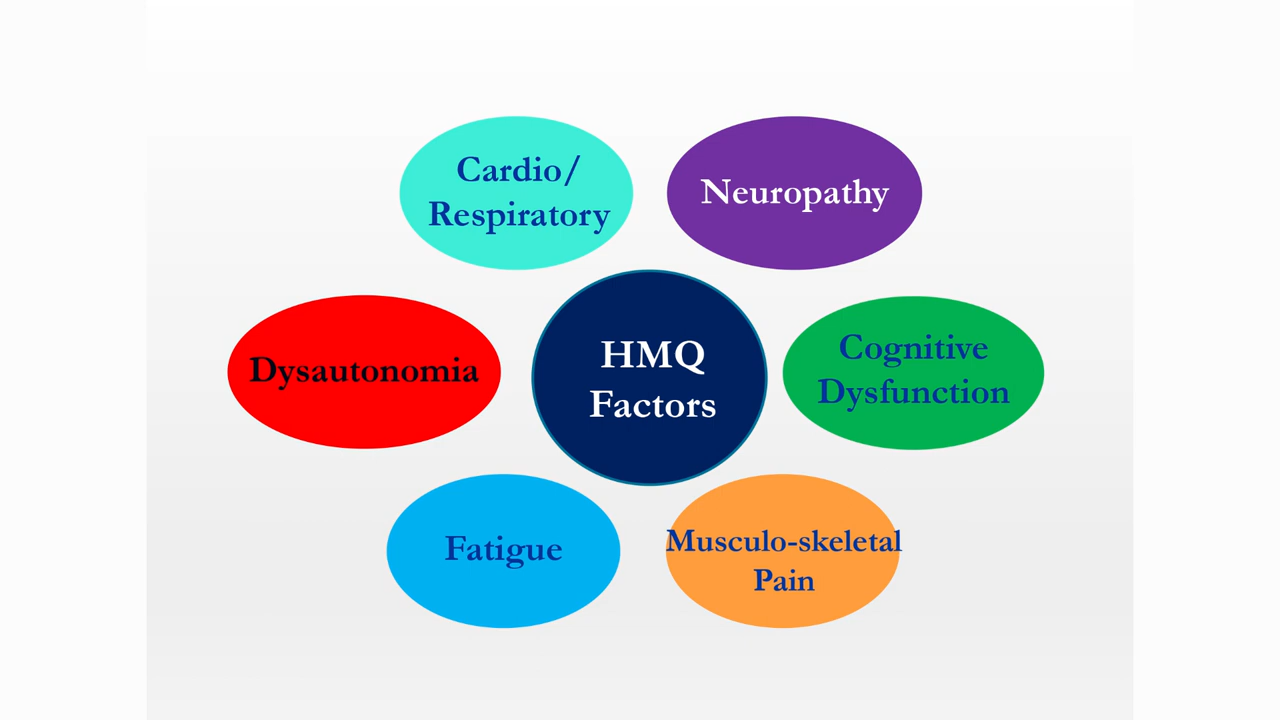 Cardio/
Respiratory
Neuropathy
Dysautonomia
HMQ
Factors
Cognitive
Dysfunction
Fatigue
Musculo-skeletal
Pain